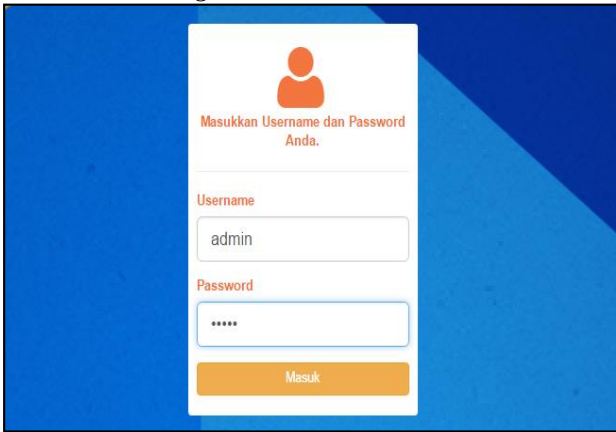 Masukkan Username dan Password
Anda.
Username
admin
Password
•••••
Masuk